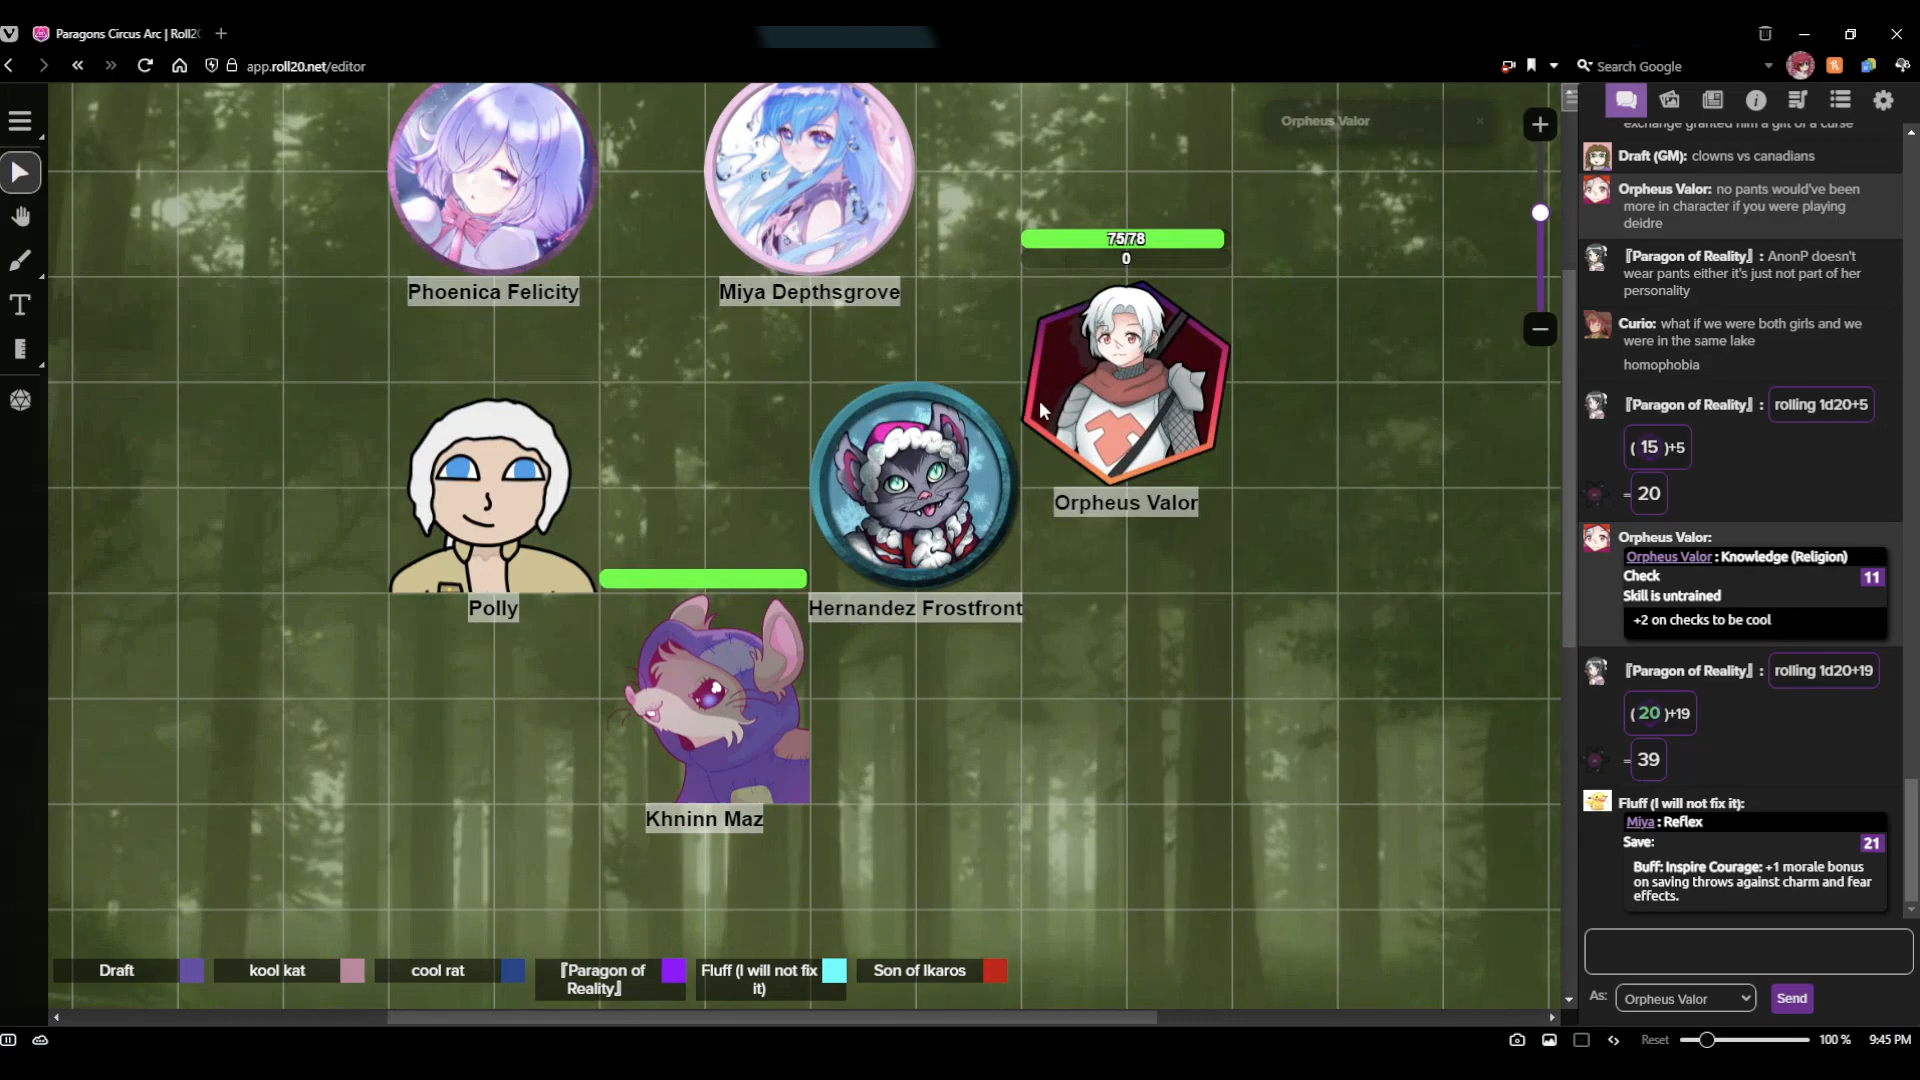 Paragons Circus Arc | Roll20
app.roll20.net/editor
Search Google
Orpheus Valor
75/78
0
Phoenica Felicity
Miya Depthsgrove
Orpheus Valor
Polly
Hernandez Frostfront
Khninn Maz
Draft
kool kat
cool rat
『Paragon of
Reality』
Fluff (I will not fix
it)
Son of Ikaros
exchange granted him a gift of a curse
Draft (GM): clowns vs canadians
Orpheus Valor: no pants would've been
more in character if you were playing
deidre
『Paragon of Reality』 : AnonP doesn't
wear pants either it's just not part of her
personality
Curio: what if we were both girls and we
were in the same lake
homophobia
『Paragon of Reality』 : rolling 1d20+5
( 15 )+5
= 20
Orpheus Valor:
Orpheus Valor : Knowledge (Religion)
Check 11
Skill is untrained
+2 on checks to be cool
『Paragon of Reality』 : rolling 1d20+19
( 20 )+19
= 39
Fluff (I will not fix it):
Miya : Reflex
Save: 21
Buff: Inspire Courage: +1 morale bonus
on saving throws against charm and fear
effects.
As: Orpheus Valor Send
Reset 100 % 9:45 PM